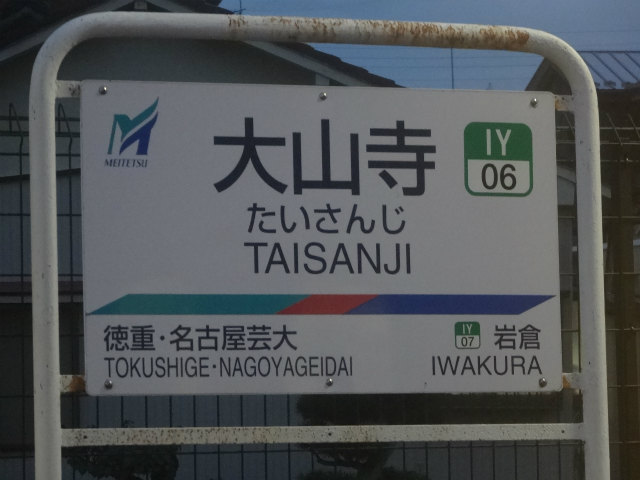 MEITETSU
大山寺
IY
06
たいさんじ
TAISANJI
徳重・名古屋芸大
TOKUSHIGE・NAGOYAGEIDAI
IY
07
岩倉
IWAKURA